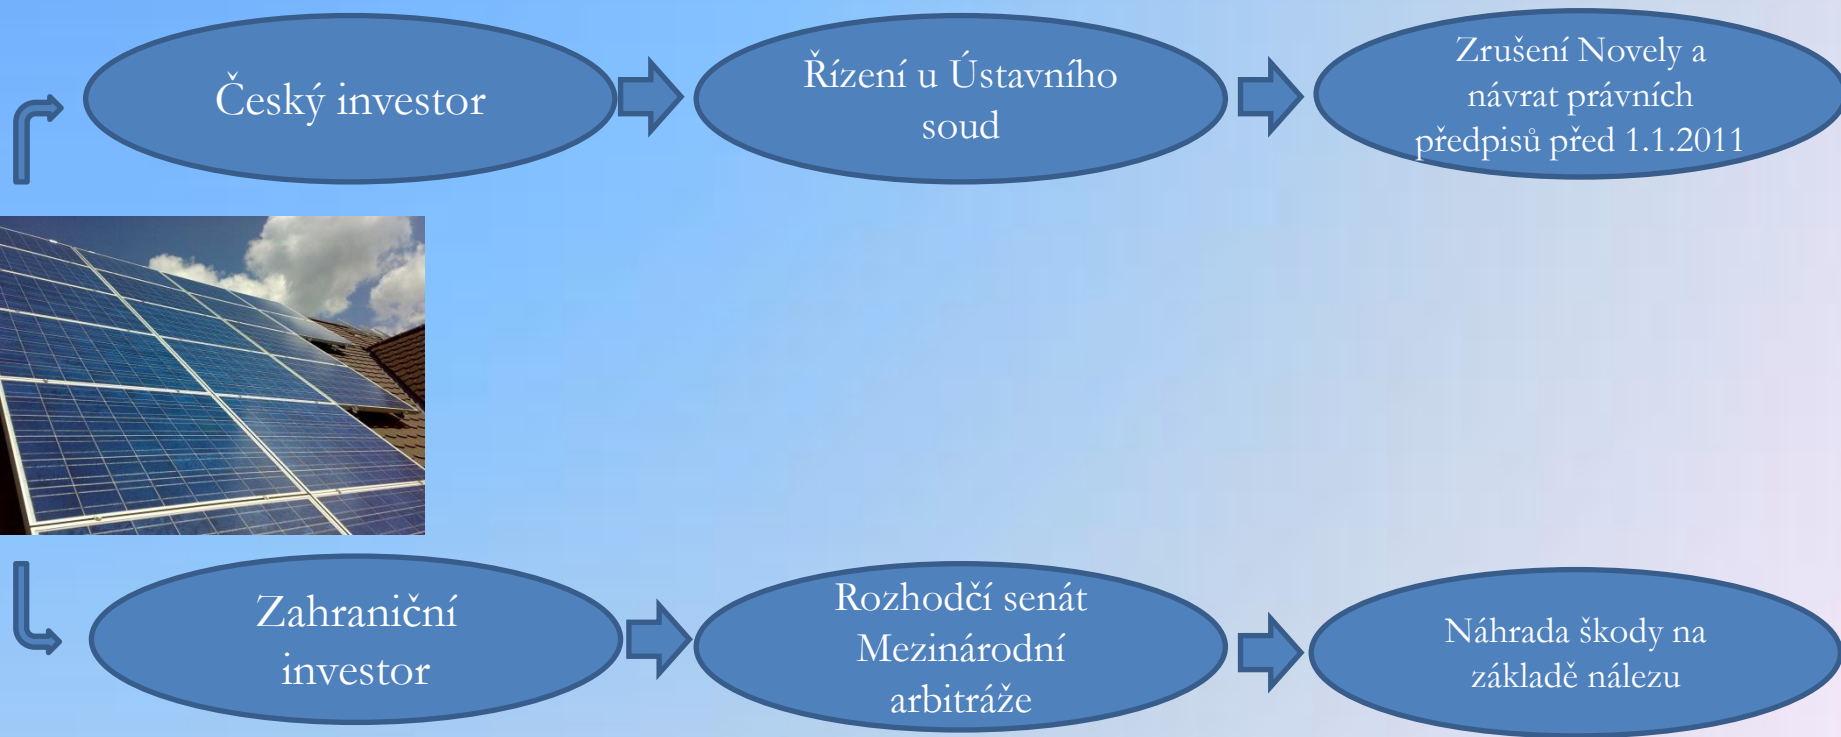 Český investor
Řízení u Ústavního
soud
Zrušení Novely a
návrat právních
předpisů před 1.1.2011
Zahraniční
investor
Rozhodčí senát
Mezinárodní
arbitráže
Náhrada škody na
základě nálezu